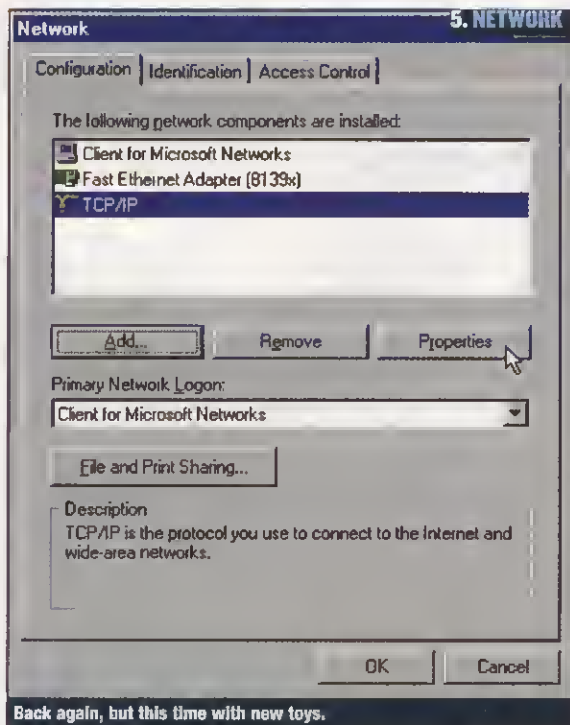 5. NETWORK
Network
Configuration
Identification
Access Control
The following network components are installed:
Client for Microsoft Networks
Fast Ethernet Adapter (8139x)
TCP/IP
Add...
Remove
Properties
Primary Network Logon:
Client for Microsoft Networks
File and Print Sharing...
Description
TCP/IP is the protocol you use to connect to the Internet and
wide-area networks.
OK
Cancel
Back again, but this time with new toys.